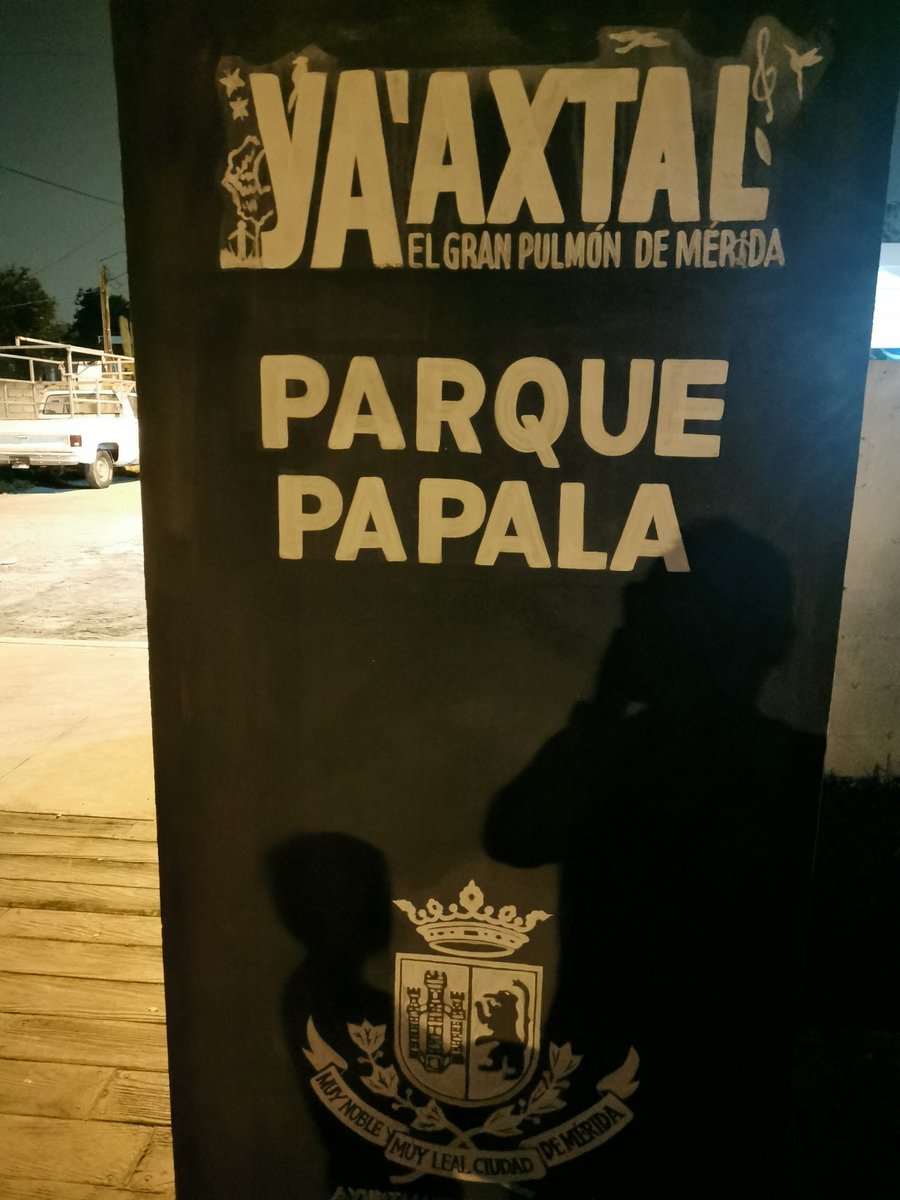 YA'AXTAL
EL GRAN PULMÓN DE MÉRIDA
PARQUE
PAPALA
MUY NOBLE Y MUY LEAL CIUDAD DE MÉRIDA